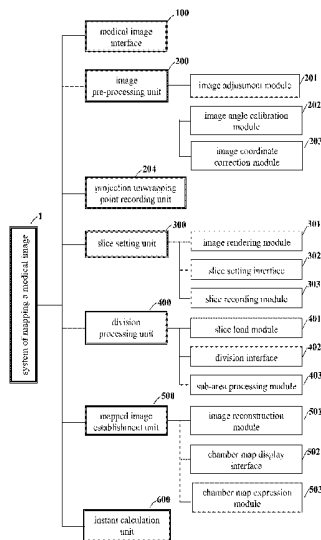 100
medical image
interface
200
image
pre-processing unit
201
image adjustment module
202
image angle calibration
module
203
image coordinate
correction module
204
projection unwrapping
point recording unit
1
system of mapping a medical image
300
slice setting unit
301
image rendering module
302
slice setting interface
303
slice recording module
400
division
processing unit
401
slice load module
402
division interface
403
sub-area processing module
500
mapped image
establishment unit
501
image reconstruction
module
502
chamber map display
interface
503
chamber map expression
module
600
instant calculation
unit